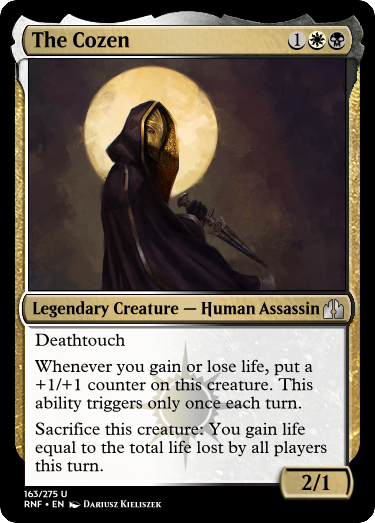 The Cozen 1
Legendary Creature — Human Assassin
Deathtouch
Whenever you gain or lose life, put a
+1/+1 counter on this creature. This
ability triggers only once each turn.
Sacrifice this creature: You gain life
equal to the total life lost by all players
this turn.
2/1
163/275 U
RNF • EN DARIUSZ KIELISZEK